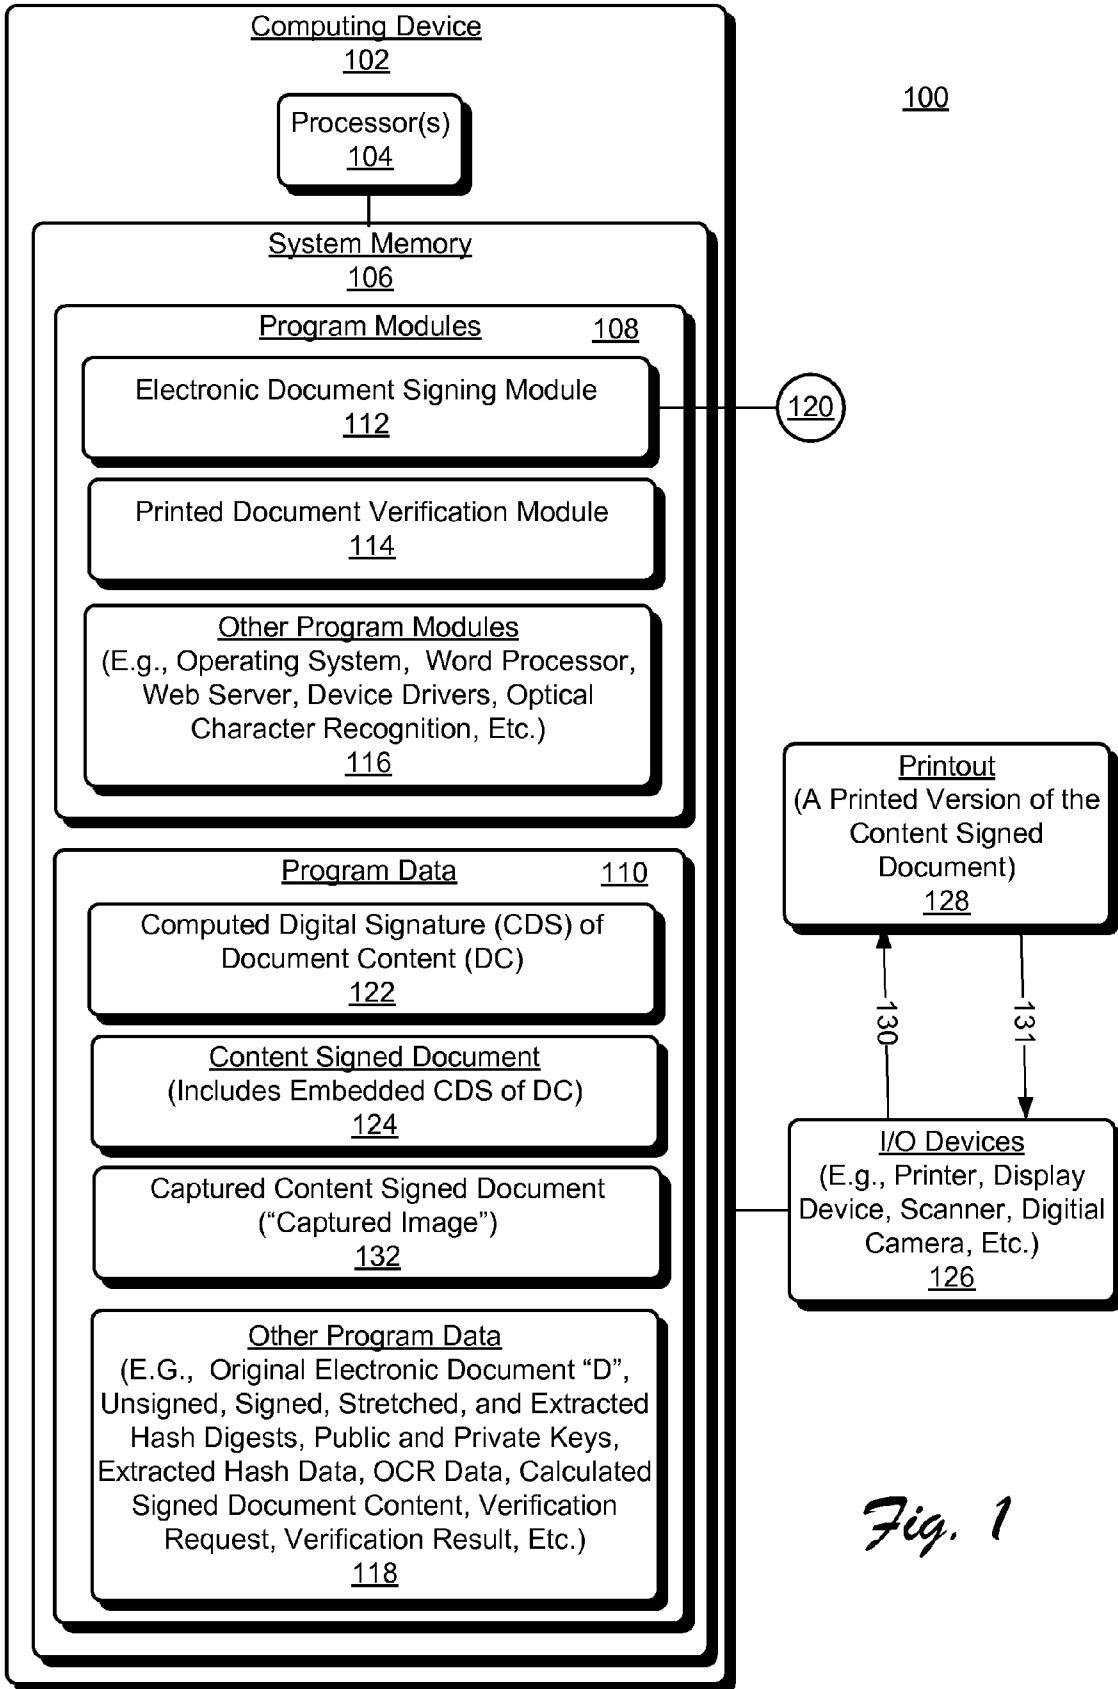 Computing Device
102
100
Processor(s)
104
System Memory
106
Program Modules 108
Electronic Document Signing Module
112
120
Printed Document Verification Module
114
Other Program Modules
(E.g., Operating System, Word Processor,
Web Server, Device Drivers, Optical
Character Recognition, Etc.)
116
Program Data 110
Computed Digital Signature (CDS) of
Document Content (DC)
122
Content Signed Document
(Includes Embedded CDS of DC)
124
Captured Content Signed Document
(“Captured Image”)
132
Other Program Data
(E.G., Original Electronic Document “D”,
Unsigned, Signed, Stretched, and Extracted
Hash Digests, Public and Private Keys,
Extracted Hash Data, OCR Data, Calculated
Signed Document Content, Verification
Request, Verification Result, Etc.)
118
Printout
(A Printed Version of the
Content Signed
Document)
128
130
131
I/O Devices
(E.g., Printer, Display
Device, Scanner, Digitial
Camera, Etc.)
126
Fig. 1